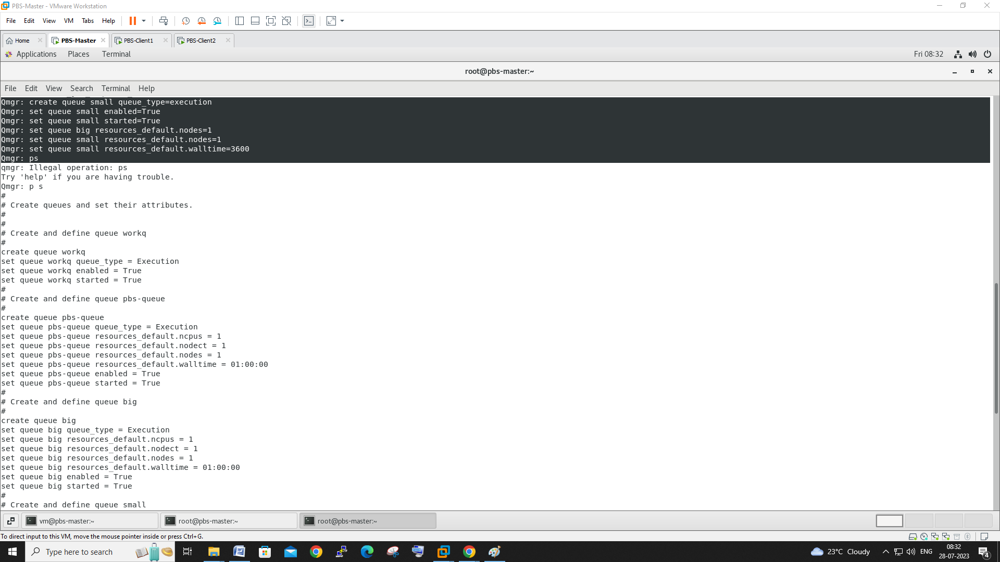 PBS-Master - VMware Workstation
File Edit View VM Tabs Help
Home PBS-Master PBS-Client1 PBS-Client2
Applications Places Terminal Fri 08:32
root@pbs-master:~
File Edit View Search Terminal Help
Qmgr: create queue small queue_type=execution
Qmgr: set queue small enabled=True
Qmgr: set queue small started=True
Qmgr: set queue big resources_default.nodes=1
Qmgr: set queue small resources_default.nodes=1
Qmgr: set queue small resources_default.walltime=3600
Qmgr: ps
qmgr: Illegal operation: ps
Try 'help' if you are having trouble.
Qmgr: p s
#
# Create queues and set their attributes.
#
#
# Create and define queue workq
#
create queue workq
set queue workq queue_type = Execution
set queue workq enabled = True
set queue workq started = True
#
# Create and define queue pbs-queue
#
create queue pbs-queue
set queue pbs-queue queue_type = Execution
set queue pbs-queue resources_default.ncpus = 1
set queue pbs-queue resources_default.nodect = 1
set queue pbs-queue resources_default.nodes = 1
set queue pbs-queue resources_default.walltime = 01:00:00
set queue pbs-queue enabled = True
set queue pbs-queue started = True
#
# Create and define queue big
#
create queue big
set queue big queue_type = Execution
set queue big resources_default.ncpus = 1
set queue big resources_default.nodect = 1
set queue big resources_default.nodes = 1
set queue big resources_default.walltime = 01:00:00
set queue big enabled = True
set queue big started = True
#
# Create and define queue small
vm@pbs-master:~ root@pbs-master:~ root@pbs-master:~
To direct input to this VM, move the mouse pointer inside or press Ctrl+G.
Type here to search 23°C Cloudy ENG 08:32
28-07-2023 4